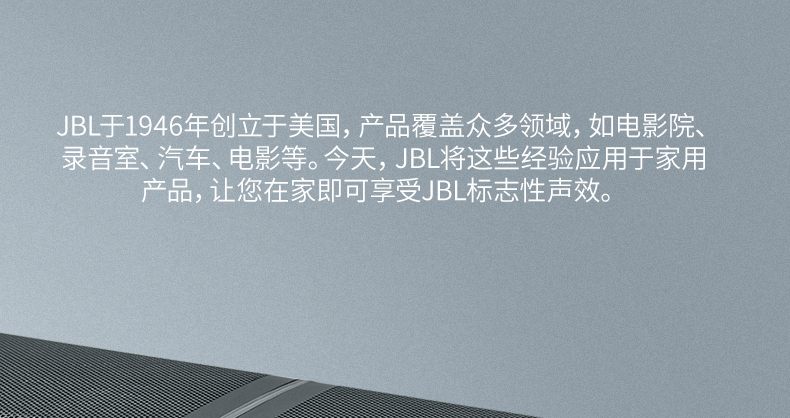 JBL于1946年创立于美国，产品覆盖众多领域，如电影院、
录音室、汽车、电影等。今天，JBL将这些经验应用于家用
产品，让您在家即可享受JBL标志性声效。